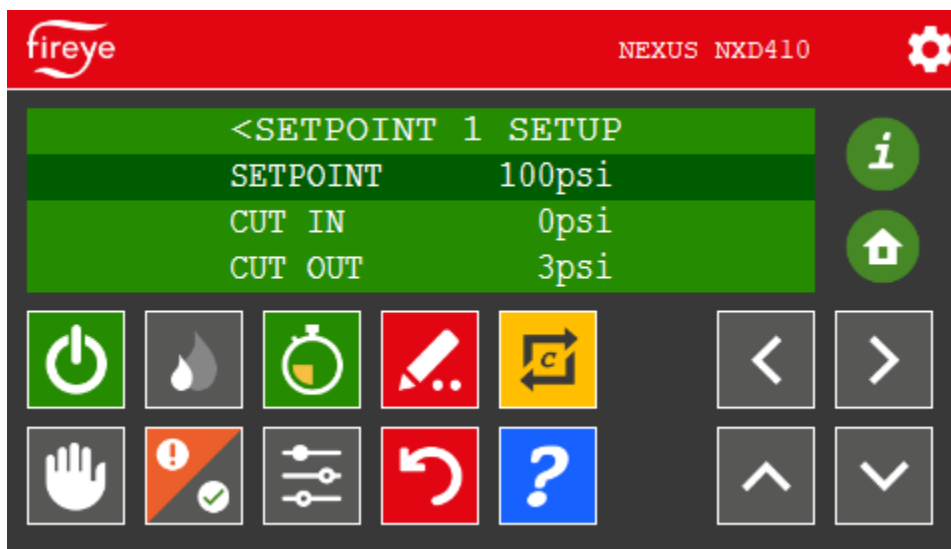 fireye
NEXUS NXD410
<SETPOINT 1 SETUP
SETPOINT 100psi
CUT IN 0psi
CUT OUT 3psi
i
C
?